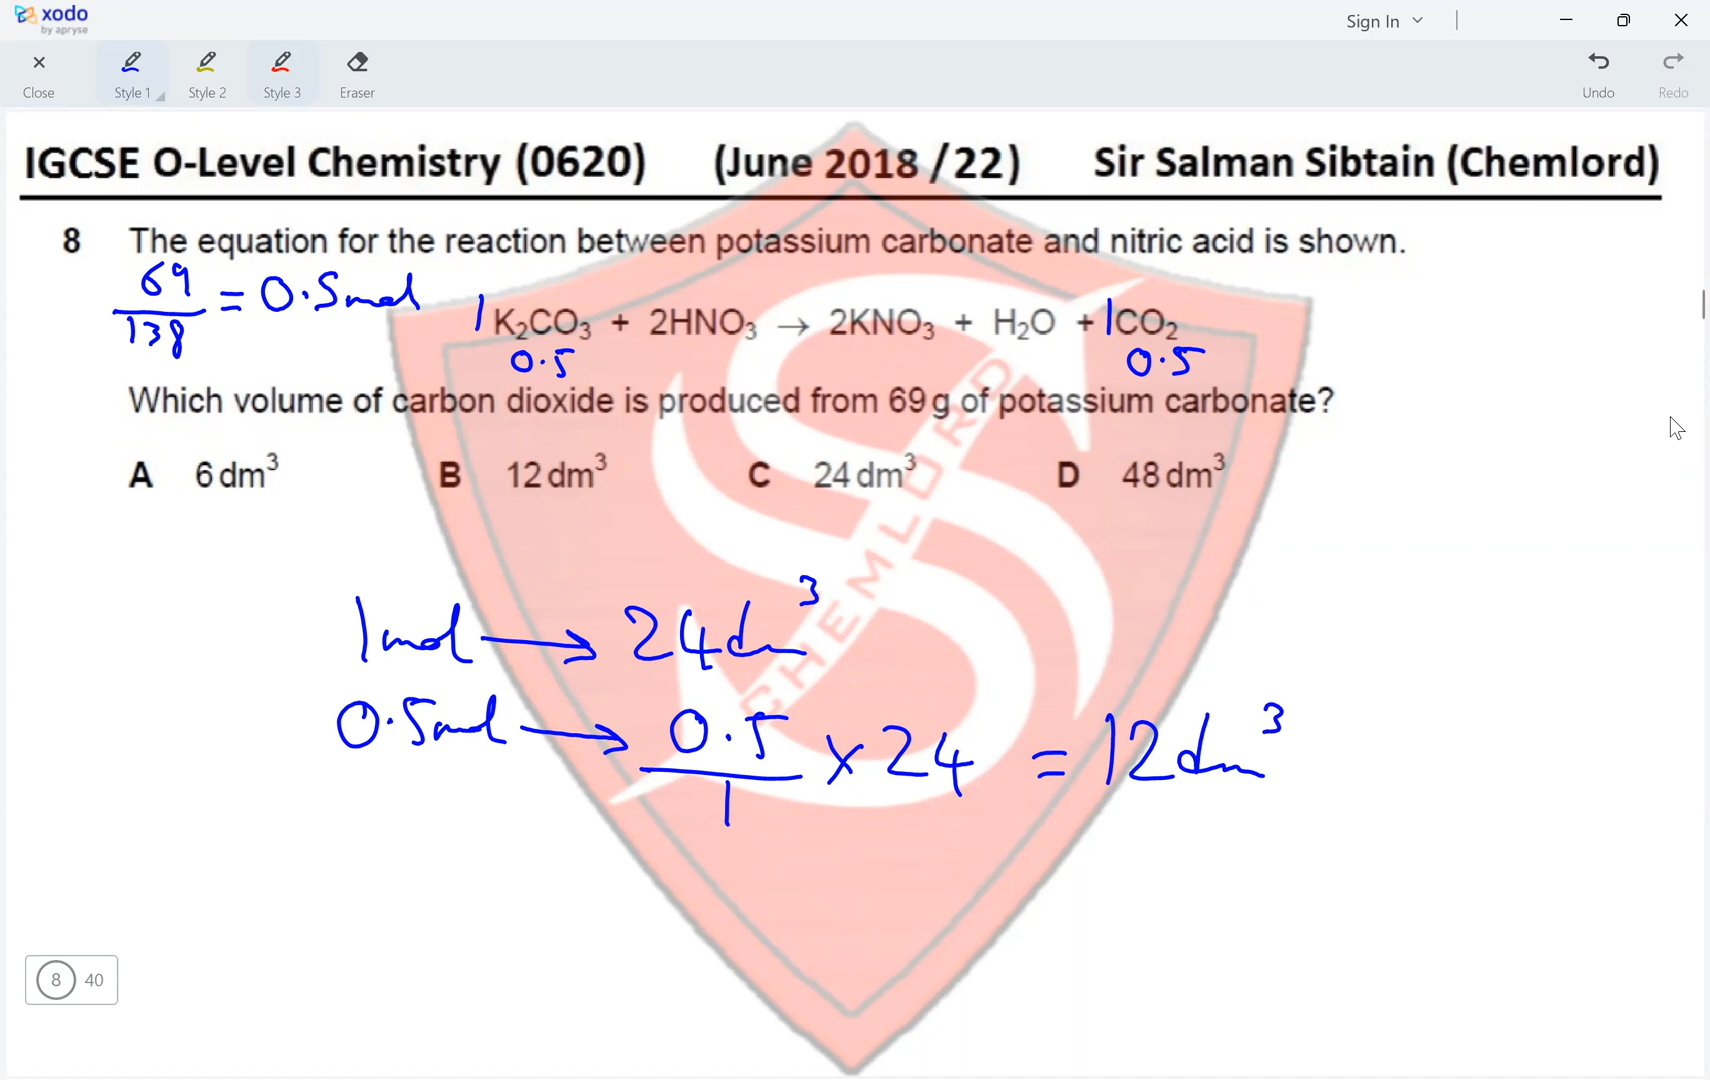 xodo
by apryse
Sign In
Close
Style 1
Style 2
Style 3
Eraser
Undo
Redo
IGCSE O-Level Chemistry (0620) (June 2018 /22) Sir Salman Sibtain (Chemlord)
8 The equation for the reaction between potassium carbonate and nitric acid is shown.
69/138 = 0.5mol
1 K₂CO₃ + 2HNO₃ → 2KNO₃ + H₂O + 1CO₂
0.5 0.5
Which volume of carbon dioxide is produced from 69 g of potassium carbonate?
A 6 dm³ B 12 dm³ C 24 dm³ D 48 dm³
CHEMLORD
1mol → 24dm³
0.5mol → 0.5/1 × 24 = 12dm³
8 40